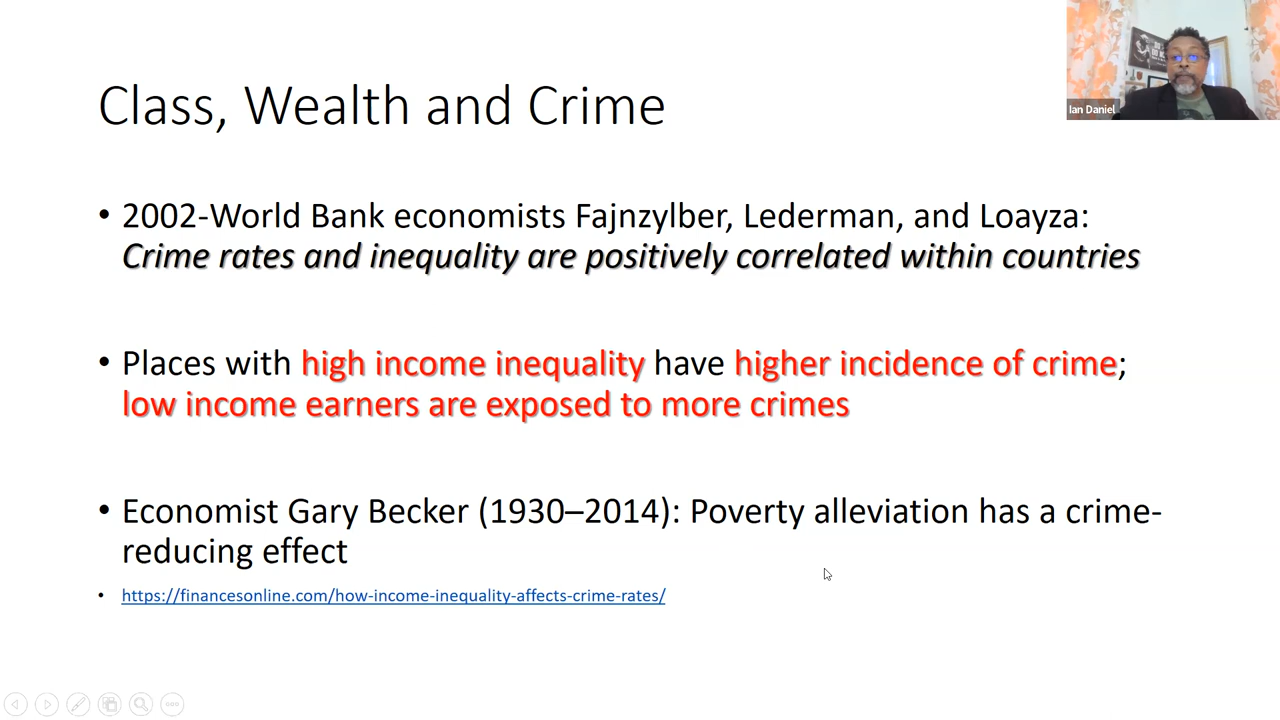 Class, Wealth and Crime
Ian Daniel
• 2002-World Bank economists Fajnzylber, Lederman, and Loayza:
Crime rates and inequality are positively correlated within countries
• Places with high income inequality have higher incidence of crime;
low income earners are exposed to more crimes
• Economist Gary Becker (1930–2014): Poverty alleviation has a crime-
reducing effect
• https://financesonline.com/how-income-inequality-affects-crime-rates/